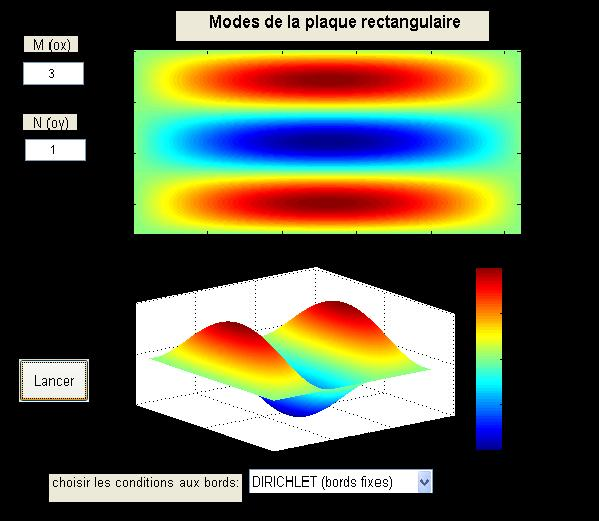 Modes de la plaque rectangulaire
M (ox)
3
N (oy)
1
Lancer
choisir les conditions aux bords:
DIRICHLET (bords fixes)